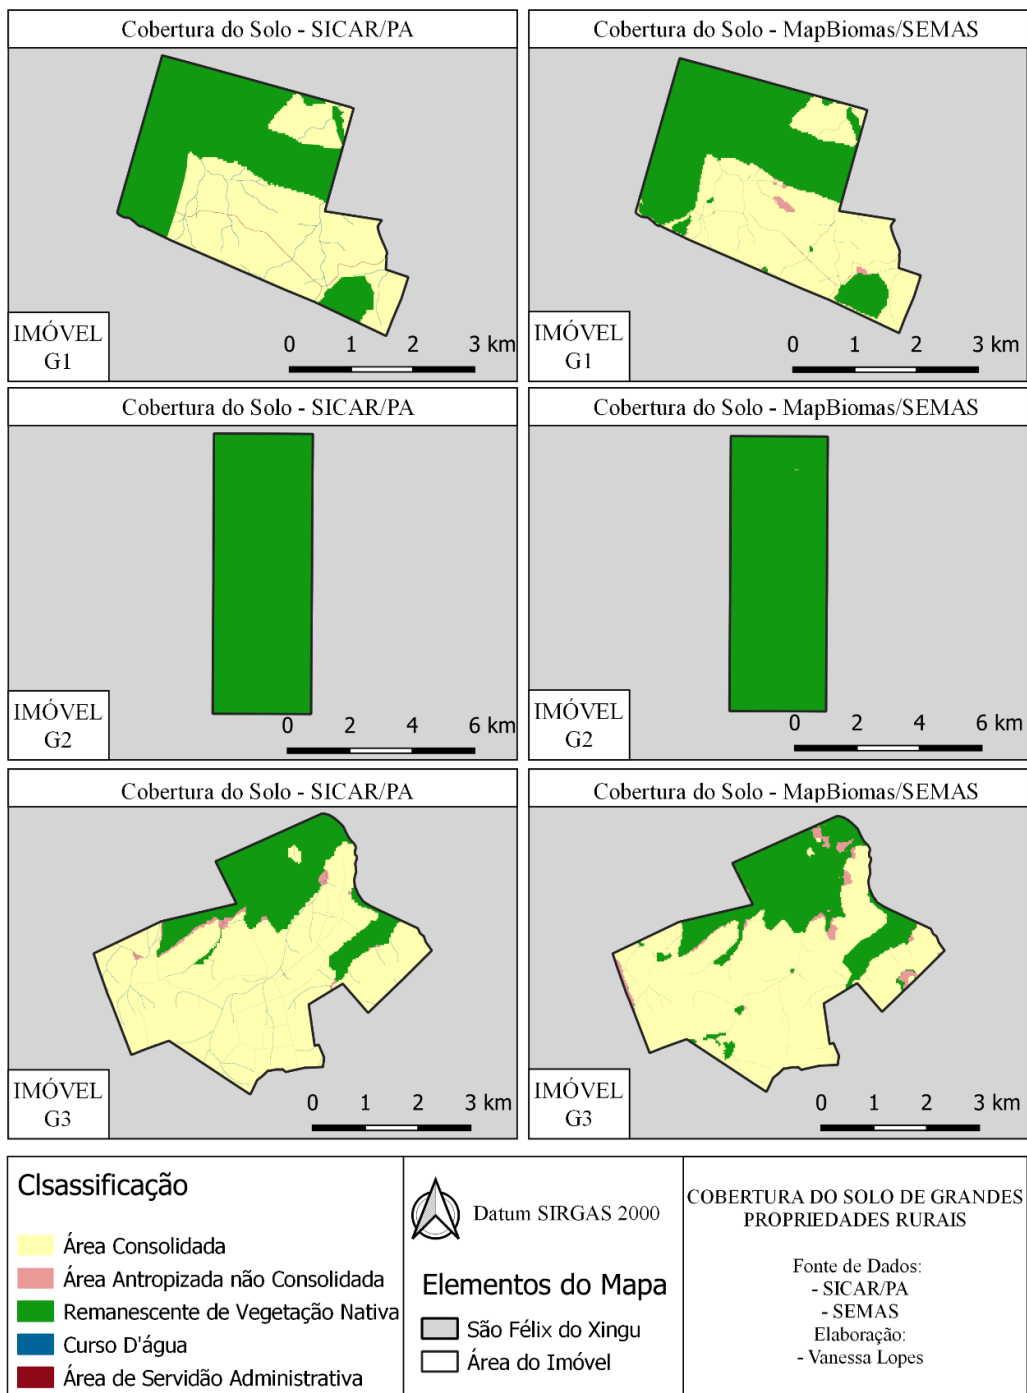 Cobertura do Solo - SICAR/PA
Cobertura do Solo - MapBiomas/SEMAS
IMÓVEL
G1
0 1 2 3 km
IMÓVEL
G1
0 1 2 3 km
Cobertura do Solo - SICAR/PA
Cobertura do Solo - MapBiomas/SEMAS
IMÓVEL
G2
0 2 4 6 km
IMÓVEL
G2
0 2 4 6 km
Cobertura do Solo - SICAR/PA
Cobertura do Solo - MapBiomas/SEMAS
IMÓVEL
G3
0 1 2 3 km
IMÓVEL
G3
0 1 2 3 km
Clsassificação
Área Consolidada
Área Antropizada não Consolidada
Remanescente de Vegetação Nativa
Curso D'água
Área de Servidão Administrativa
Datum SIRGAS 2000
Elementos do Mapa
São Félix do Xingu
Área do Imóvel
COBERTURA DO SOLO DE GRANDES
PROPRIEDADES RURAIS
Fonte de Dados:
- SICAR/PA
- SEMAS
Elaboração:
- Vanessa Lopes